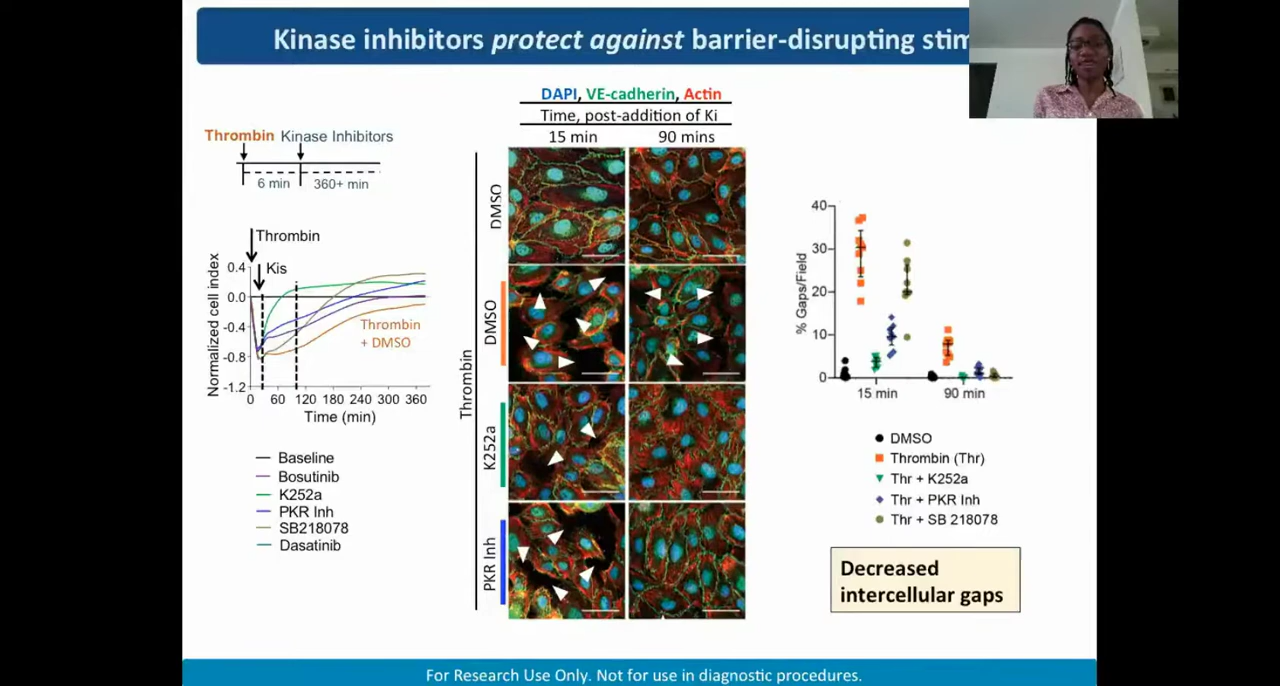 Kinase inhibitors protect against barrier-disrupting
DAPI, VE-cadherin, Actin
Time, post-addition of Ki
15 min 90 mins
Thrombin Kinase Inhibitors
6 min 360+ min
Thrombin
Kis
Normalized cell index
0.4
0.0
-0.4
-0.8
-1.2
Thrombin
+ DMSO
0 60 120 180 240 300 360
Time (min)
Baseline
Bosutinib
K252a
PKR Inh
SB218078
Dasatinib
Thrombin
DMSO
DMSO
K252a
PKR Inh
% Gaps/Field
40
30
20
10
0
15 min 90 min
DMSO
Thrombin (Thr)
Thr + K252a
Thr + PKR Inh
Thr + SB 218078
Decreased
intercellular gaps
For Research Use Only. Not for use in diagnostic procedures.